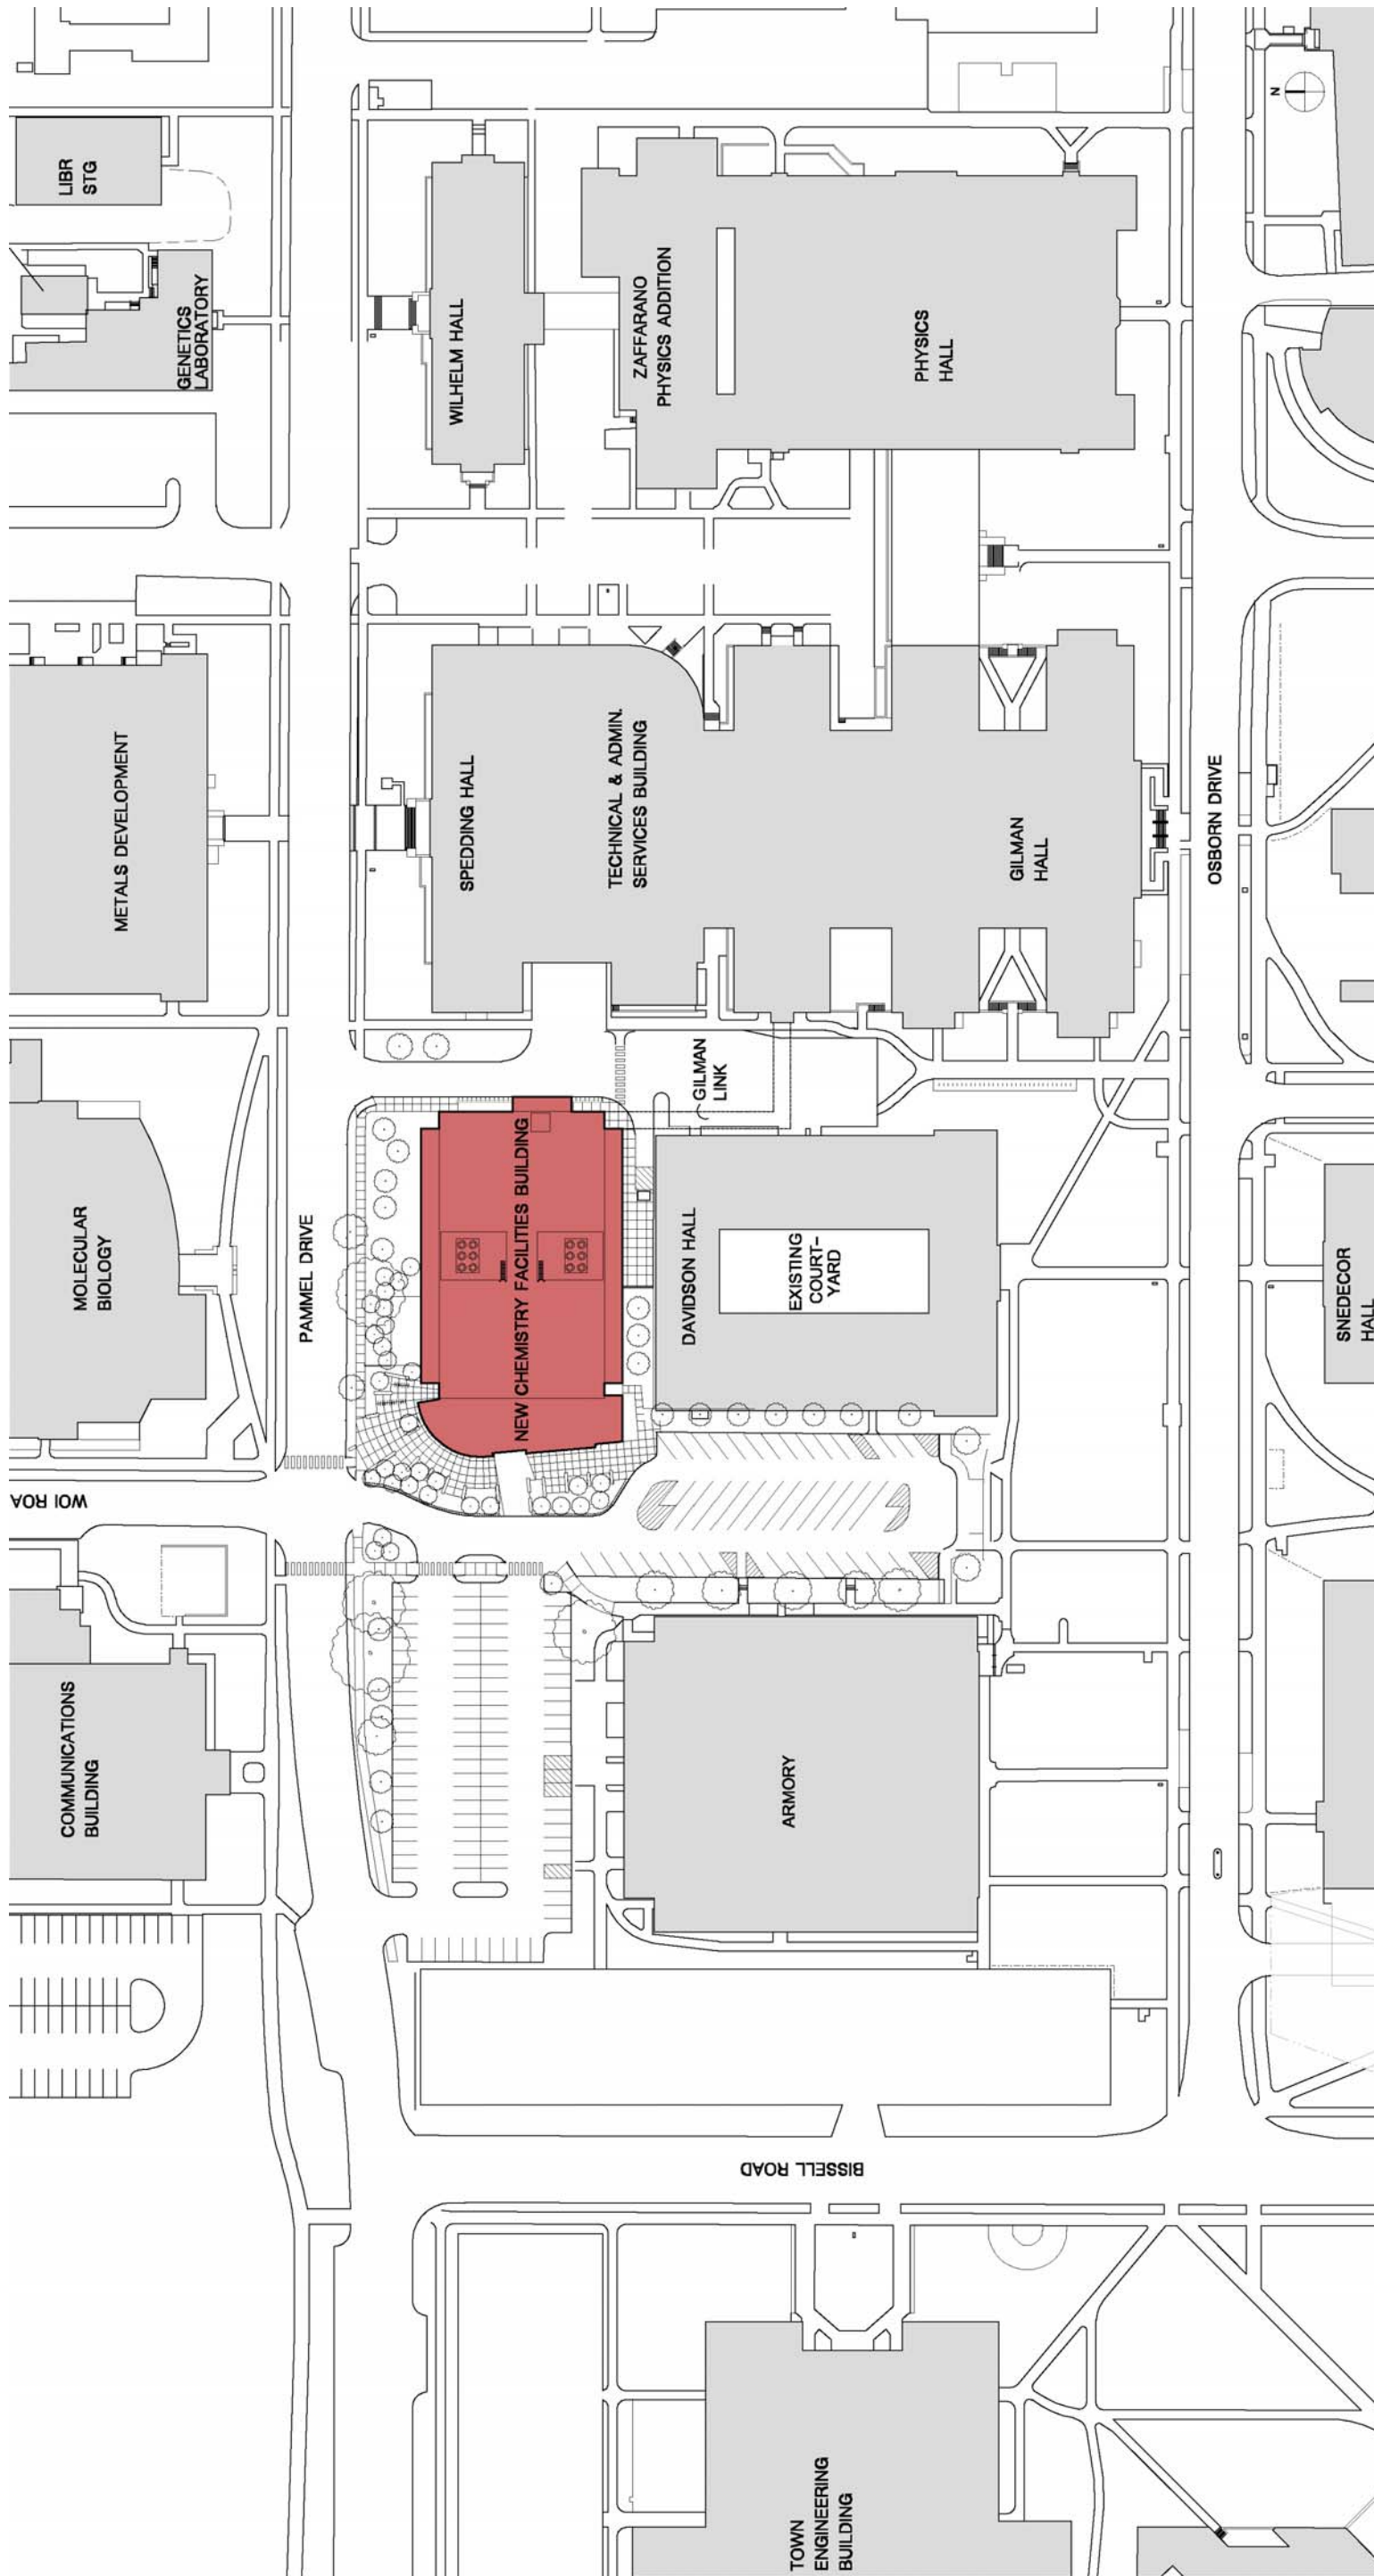 N
LIBR
STG
GENETICS
LABORATORY
WILHELM HALL
ZAFFARANO
PHYSICS ADDITION
PHYSICS
HALL
METALS DEVELOPMENT
SPEDDING HALL
TECHNICAL & ADMIN.
SERVICES BUILDING
GILMAN
HALL
OSBORN DRIVE
GILMAN
LINK
MOLECULAR
BIOLOGY
PAMMEL DRIVE
NEW CHEMISTRY FACILITIES BUILDING
DAVIDSON HALL
EXISTING
COURT-
YARD
SNEDECOR
HALL
WOI ROA
COMMUNICATIONS
BUILDING
ARMORY
BISSELL ROAD
TOWN
ENGINEERING
BUILDING